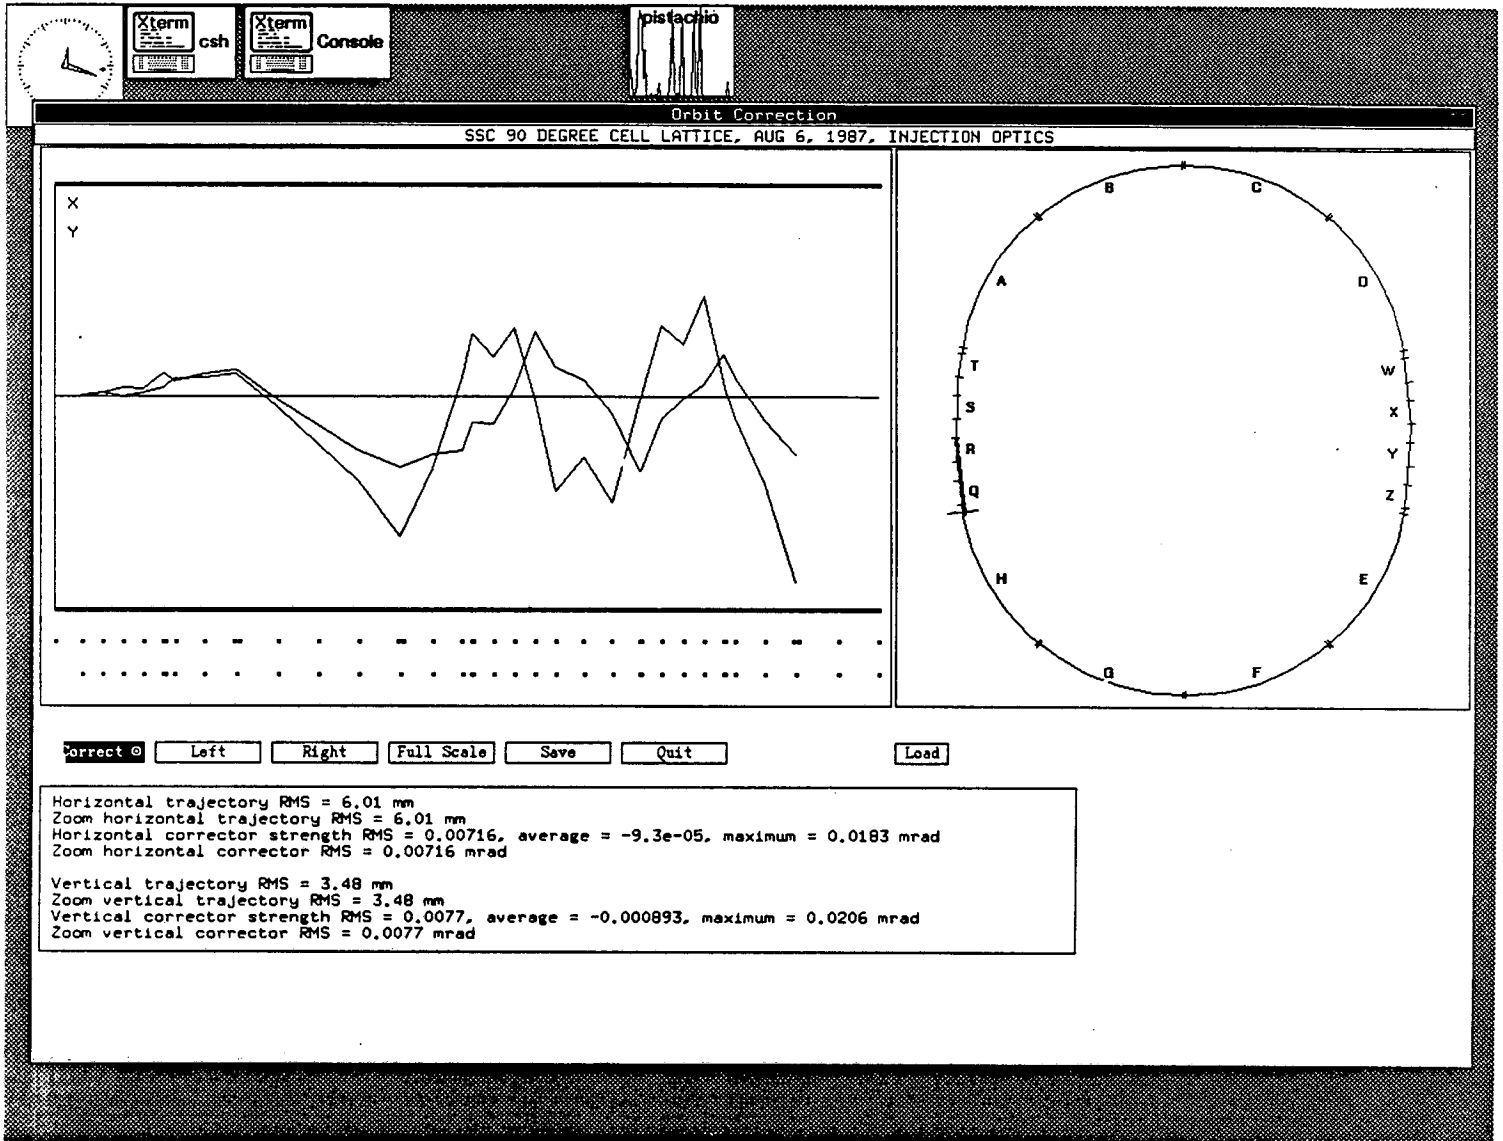 Xterm
csh
Xterm
Console
pistachio
Orbit Correction
SSC 90 DEGREE CELL LATTICE, AUG 6, 1987, INJECTION OPTICS
X
Y
B
C
A
D
T
W
S
X
R
Y
Q
Z
H
E
G
F
Correct
Left
Right
Full Scale
Save
Quit
Load
Horizontal trajectory RMS = 6.01 mm
Zoom horizontal trajectory RMS = 6.01 mm
Horizontal corrector strength RMS = 0.00716, average = -9.3e-05, maximum = 0.0183 mrad
Zoom horizontal corrector RMS = 0.00716 mrad
Vertical trajectory RMS = 3.48 mm
Zoom vertical trajectory RMS = 3.48 mm
Vertical corrector strength RMS = 0.0077, average = -0.000893, maximum = 0.0206 mrad
Zoom vertical corrector RMS = 0.0077 mrad